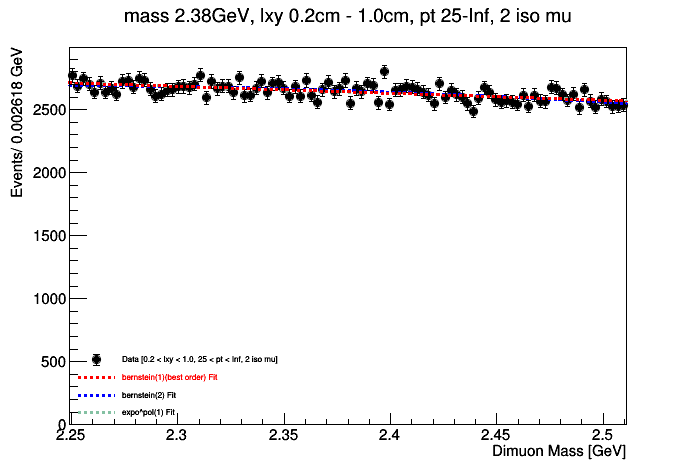 mass 2.38GeV, lxy 0.2cm - 1.0cm, pt 25-Inf, 2 iso mu
Events/ 0.002618 GeV
2500
2000
1500
1000
500
0
Data [0.2 < lxy < 1.0, 25 < pt < Inf, 2 iso mu]
bernstein(1)(best order) Fit
bernstein(2) Fit
expo^pol(1) Fit
2.25 2.3 2.35 2.4 2.45 2.5
Dimuon Mass [GeV]